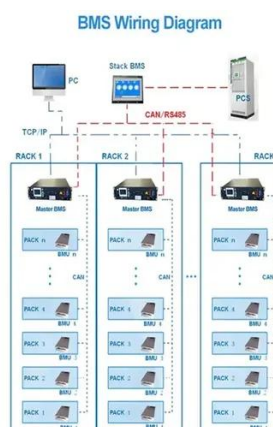 BMS Wiring Diagram
Stack BMS
PC
PCS
CAN/RS485
TCP/IP
RACK 1
RACK 2
RACK
Master BMS
Master BMS
Master BMS
PACK n
PACK n
PACK n
BMU n
BMU n
BMU n
CAN
CAN
CAN
PACK 4
PACK 4
PACK 4
BMU 4
BMU 4
BMU 4
PACK 3
PACK 3
PACK 3
BMU 3
BMU 3
BMU 3
PACK 2
PACK 2
PACK 2
BMU 2
BMU 2
BMU 2
PACK 1
PACK 1
PACK 1